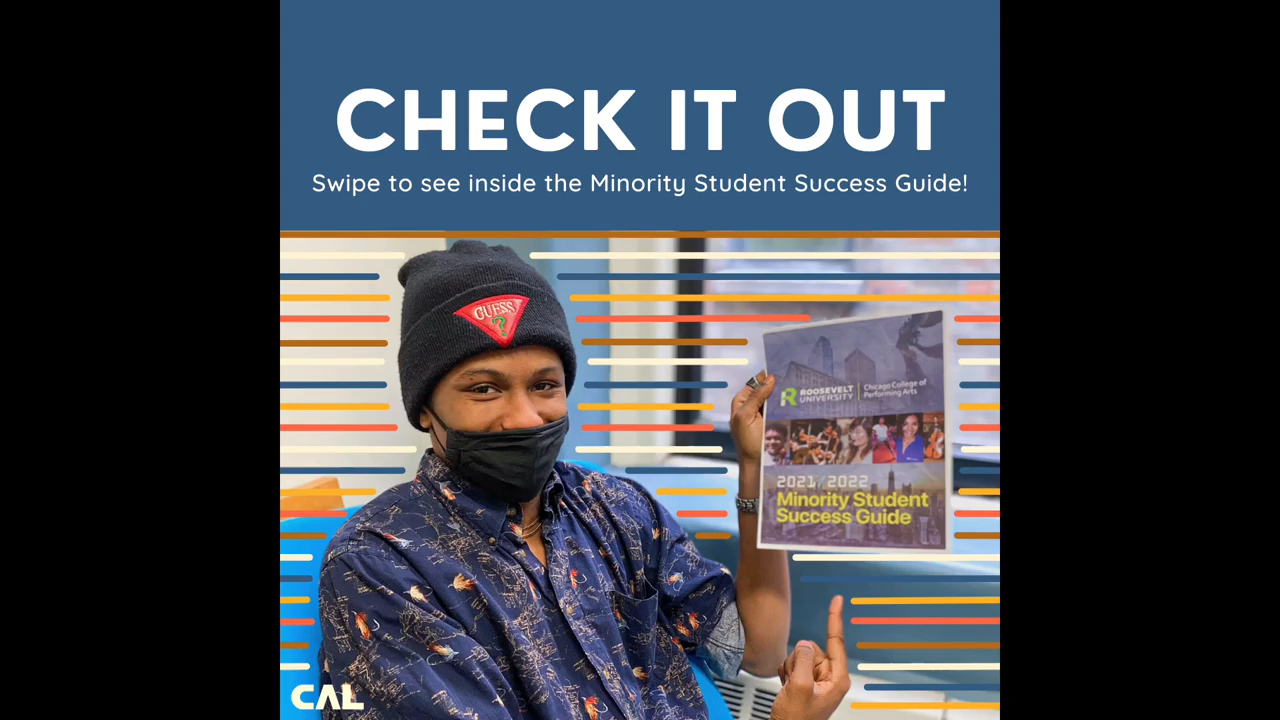 CHECK IT OUT
Swipe to see inside the Minority Student Success Guide!
GUESS
?
ROOSEVELT
UNIVERSITY
Chicago College of
Performing Arts
2021/2022
Minority Student
Success Guide
CAL